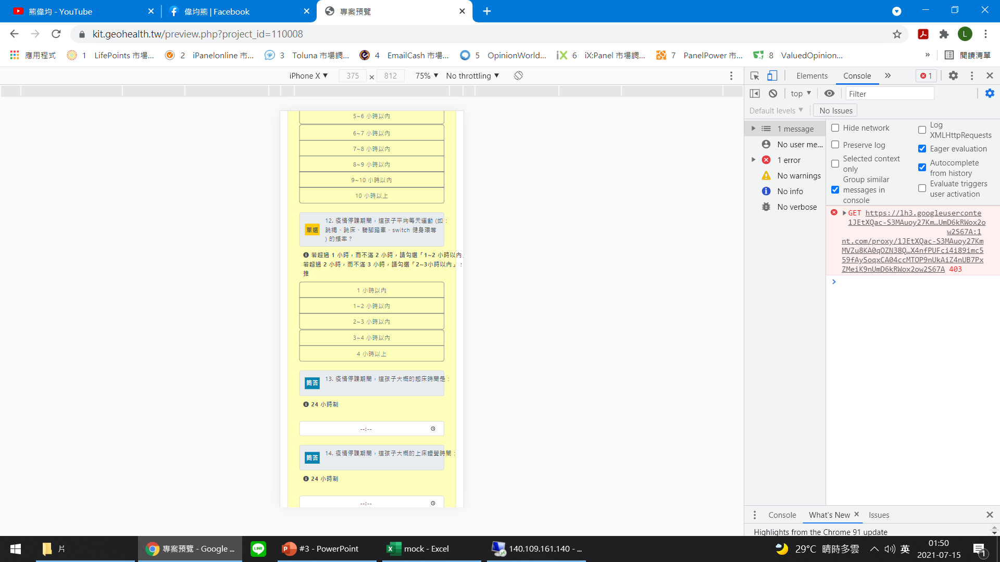 熊偉均 - YouTube
偉均熊 | Facebook
專案預覽
kit.geohealth.tw/preview.php?project_id=110008
L
應用程式
1 LifePoints 市場...
2 iPanelonline 市...
3 Toluna 市場調...
4 EmailCash 市場...
5 OpinionWorld...
6 iX:Panel 市場調...
7 PanelPower 市...
8 ValuedOpinion...
»
閱讀清單
iPhone X ▼ 375 × 812 75% ▼ No throttling ▼
Elements Console » 1
top ▼ Filter
Default levels ▼ No Issues
1 message
No user me...
1 error
No warnings
No info
No verbose
Hide network
Preserve log
Selected context
only
Group similar
messages in
console
Log
XMLHttpRequests
Eager evaluation
Autocomplete
from history
Evaluate triggers
user activation
GET https://lh3.googleuserconte
1JEtXQac-S3MAuoy27Km…UmD6kRWox2o
w2S67A:1
nt.com/proxy/1JEtXQac-S3MAuoy27Km
MVZu8KA0qOZN38Q…X4nfPUFci4i89imc5
59fAySoqxCA04ccMTOP9nUkAiZ4nUB7Px
ZMeiK9nUmD6kRWox2ow2S67A 403
5~6 小時以內
6~7 小時以內
7~8 小時以內
8~9 小時以內
9~10 小時以內
10 小時以上
單選
12. 疫情停課期間，這孩子平均每天運動 (如：
跳繩、跳床、騎腳踏車、switch 健身環等
) 的頻率？
若超過 1 小時，而不滿 2 小時，請勾選「1~2 小時以內」
若超過 2 小時，而不滿 3 小時，請勾選「2~3小時以內」；
推
1 小時以內
1~2 小時以內
2~3 小時以內
3~4 小時以內
4 小時以上
簡答
13. 疫情停課期間，這孩子大概的起床時間是：
24 小時制
--:--
簡答
14. 疫情停課期間，這孩子大概的上床睡覺時間：
24 小時制
--:--
Console What's New Issues
Highlights from the Chrome 91 update
片
專案預覽 - Google ...
LINE
#3 - PowerPoint
mock - Excel
140.109.161.140 - ...
29°C 晴時多雲
英
01:50
2021-07-15
1